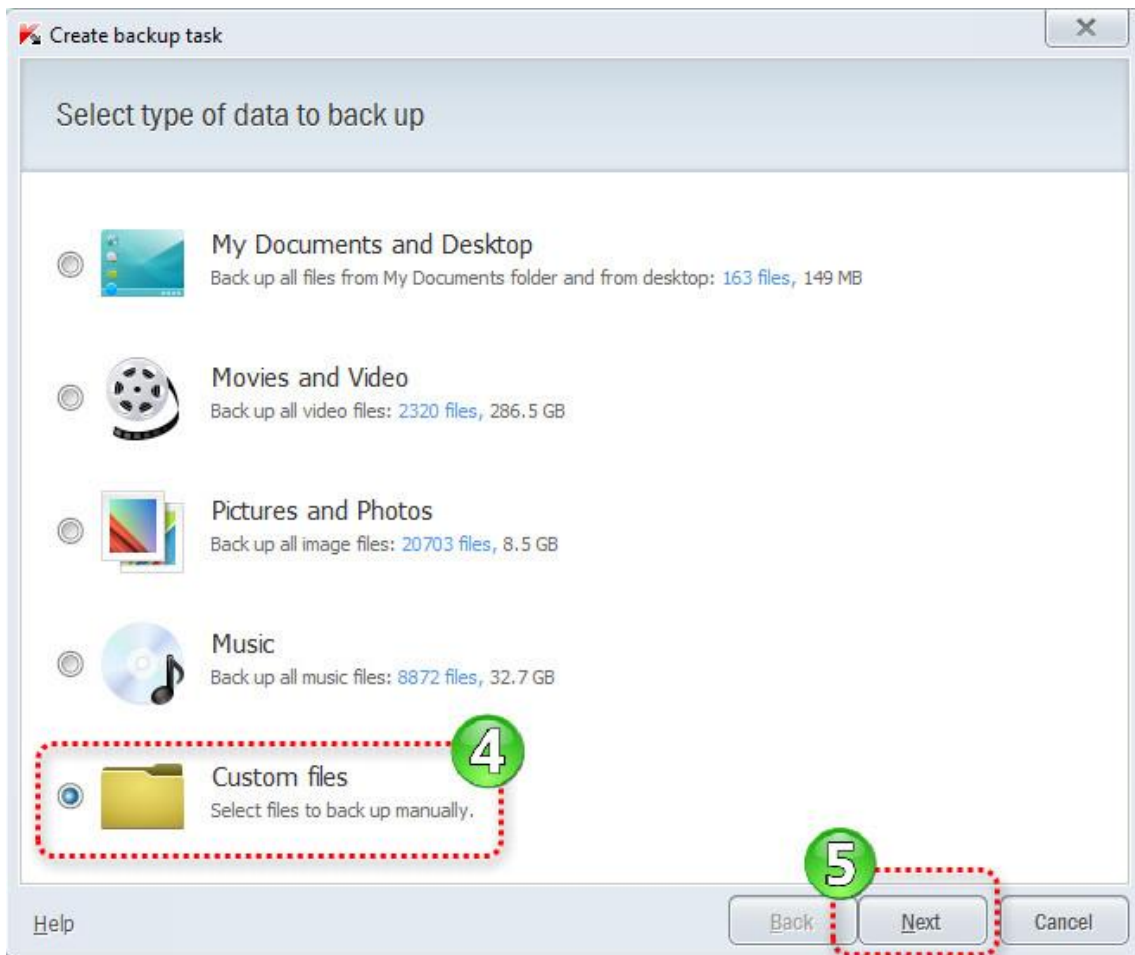 Create backup task
Select type of data to back up
My Documents and Desktop
Back up all files from My Documents folder and from desktop: 163 files, 149 MB
Movies and Video
Back up all video files: 2320 files, 286.5 GB
Pictures and Photos
Back up all image files: 20703 files, 8.5 GB
Music
Back up all music files: 8872 files, 32.7 GB
4
Custom files
Select files to back up manually.
5
Help
Back
Next
Cancel